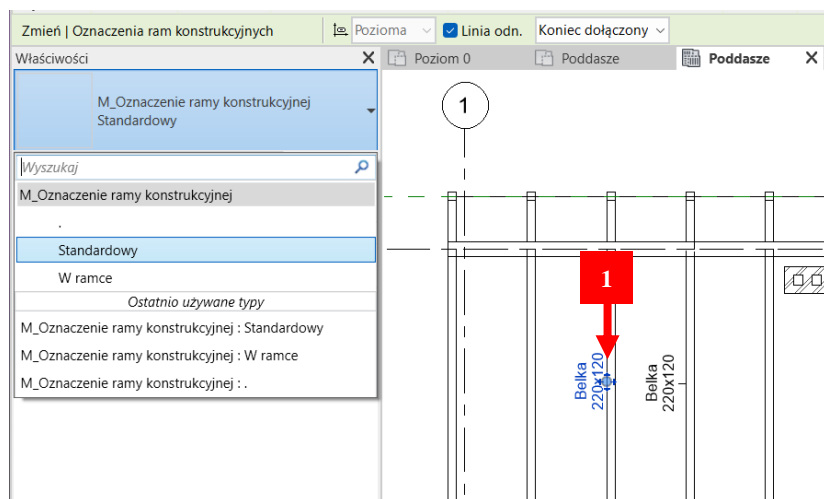 Zmień | Oznaczenia ram konstrukcyjnych
Pozioma
Linia odn.
Koniec dołączony
Właściwości
Poziom 0
Poddasze
Poddasze
M_Oznaczenie ramy konstrukcyjnej
Standardowy
Wyszukaj
M_Oznaczenie ramy konstrukcyjnej
.
Standardowy
W ramce
Ostatnio używane typy
M_Oznaczenie ramy konstrukcyjnej : Standardowy
M_Oznaczenie ramy konstrukcyjnej : W ramce
M_Oznaczenie ramy konstrukcyjnej : .
1
1
Belka
220x120
Belka
220x120